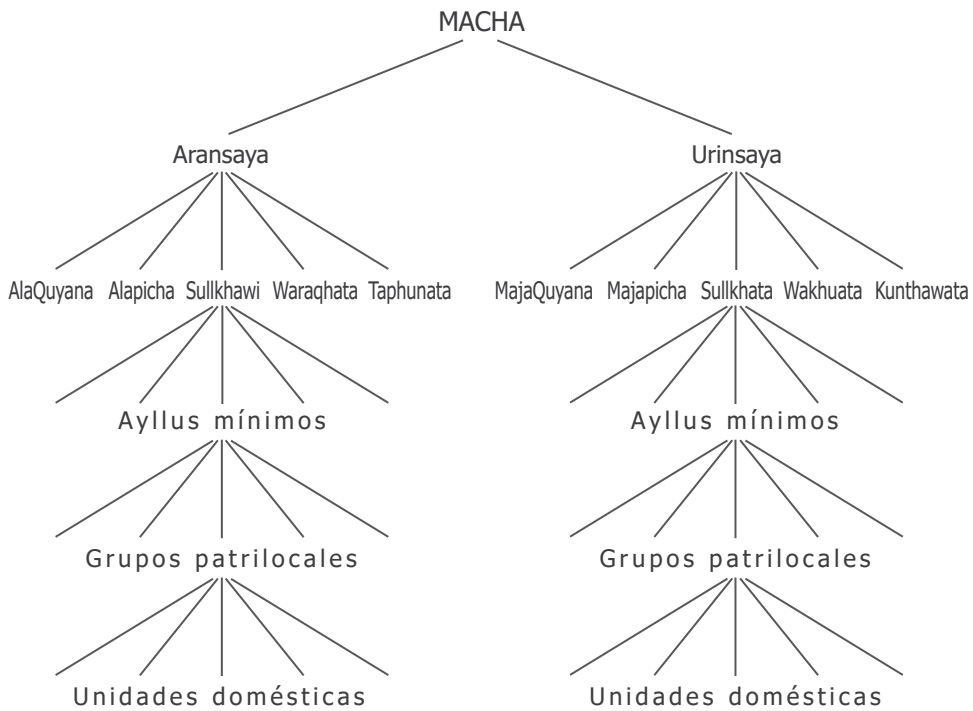 MACHA
Aransaya Urinsaya
AlaQuyana Alapicha Sullkhawi Waraqhata Taphunata MajaQuyana Majapicha Sullkhata Wakhuata Kunthawata
Ayllus mínimos Ayllus mínimos
Grupos patrilocales Grupos patrilocales
Unidades domésticas Unidades domésticas